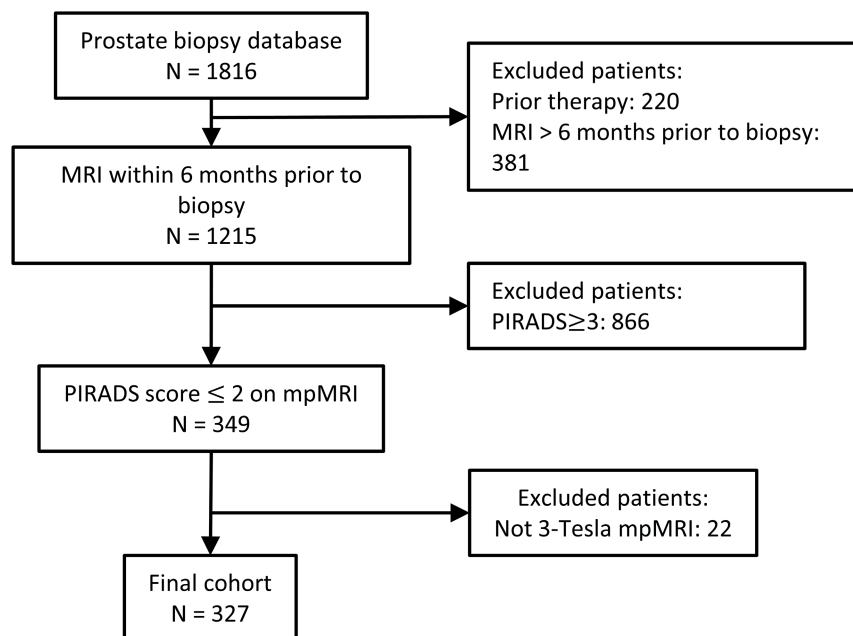 Prostate biopsy database
N = 1816
Excluded patients:
Prior therapy: 220
MRI > 6 months prior to biopsy:
381
MRI within 6 months prior to
biopsy
N = 1215
Excluded patients:
PIRADS≥3: 866
PIRADS score ≤ 2 on mpMRI
N = 349
Excluded patients:
Not 3-Tesla mpMRI: 22
Final cohort
N = 327